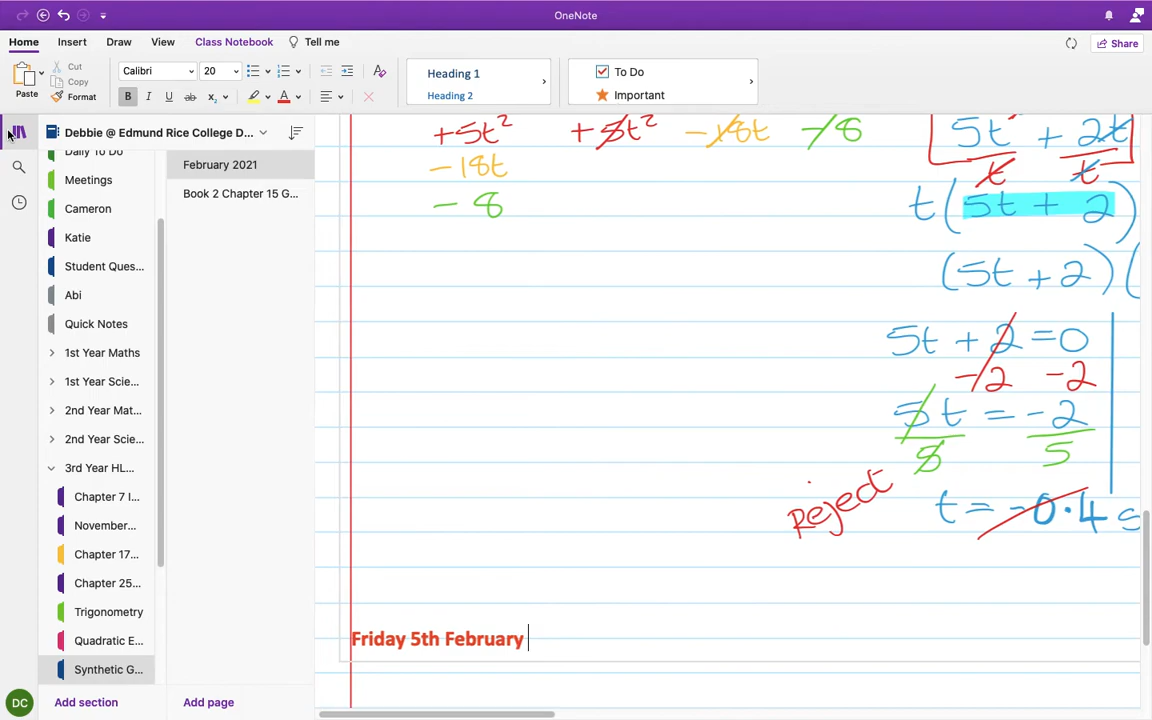 OneNote
Home Insert Draw View Class Notebook Tell me Share
Paste Cut Copy Format
Calibri 20
B I U ab x₂ A
Heading 1
Heading 2
To Do
Important
Debbie @ Edmund Rice College D...
Daily To Do
Meetings
Cameron
Katie
Student Ques...
Abi
Quick Notes
1st Year Maths
1st Year Scie...
2nd Year Mat...
2nd Year Scie...
3rd Year HL...
Chapter 7 I...
November...
Chapter 17...
Chapter 25...
Trigonometry
Quadratic E...
Synthetic G...
DC
Add section
February 2021
Book 2 Chapter 15 G...
Add page
+5t² +5t² -18t -8
-18t
-8
5t² + 2t
t t
t(5t + 2)
(5t + 2)(
5t + 2 = 0
-2 -2
5t = -2
5 5
Reject t = -0.4 s
Friday 5th February